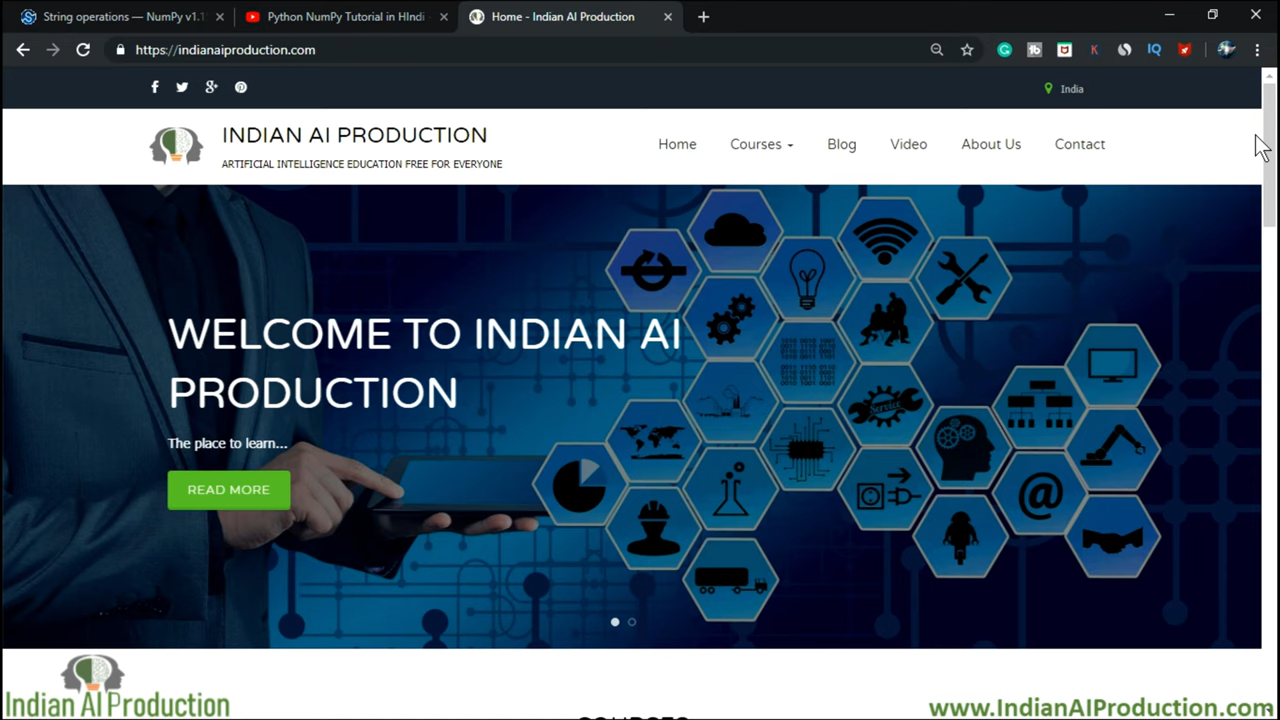 String operations — NumPy v1.1
Python NumPy Tutorial in HIndi
Home - Indian AI Production
https://indianaiproduction.com
India
INDIAN AI PRODUCTION
ARTIFICIAL INTELLIGENCE EDUCATION FREE FOR EVERYONE
Home Courses Blog Video About Us Contact
WELCOME TO INDIAN AI
PRODUCTION
The place to learn...
READ MORE
Service
Indian AI Production
www.IndianAIProduction.com
COURSES